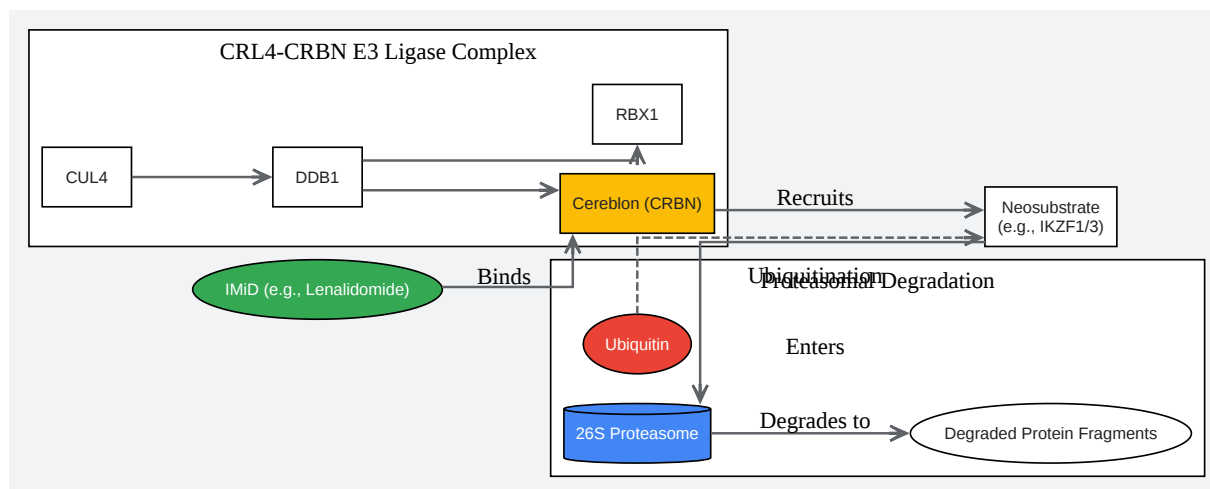 CRL4-CRBN E3 Ligase Complex
RBX1
CUL4
DDB1
Cereblon (CRBN)
Recruits
Neosubstrate
(e.g., IKZF1/3)
IMiD (e.g., Lenalidomide)
Binds
Ubiquitination
Proteasomal Degradation
Ubiquitin
Enters
26S Proteasome
Degrades to
Degraded Protein Fragments